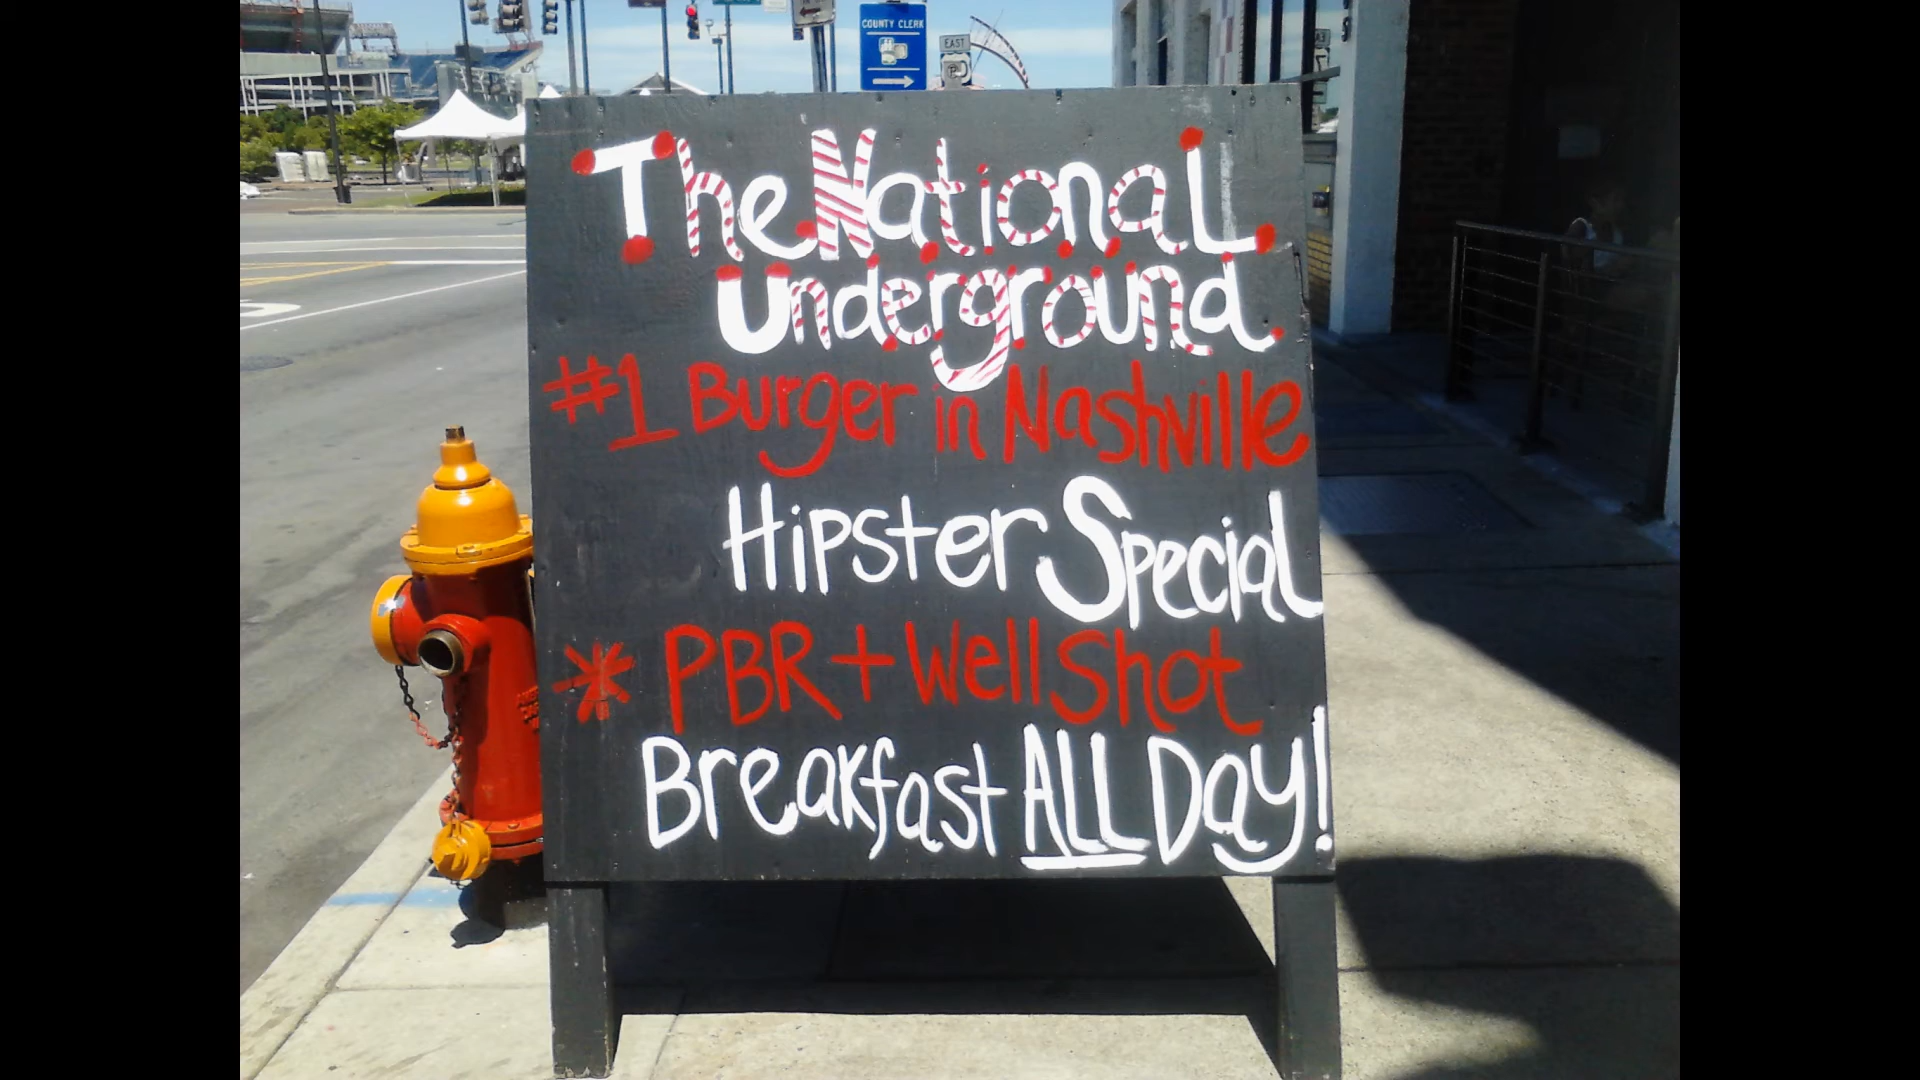 COUNTY CLERK
EAST
The National
Underground
#1 Burger in Nashville
Hipster Special
* PBR + Well Shot
Breakfast ALL Day!